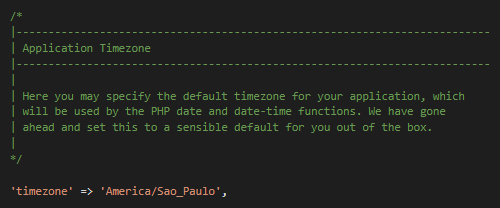 /*
|--------------------------------------------------------------------------
| Application Timezone
|--------------------------------------------------------------------------
|
| Here you may specify the default timezone for your application, which
| will be used by the PHP date and date-time functions. We have gone
| ahead and set this to a sensible default for you out of the box.
|
*/
'timezone' => 'America/Sao_Paulo',